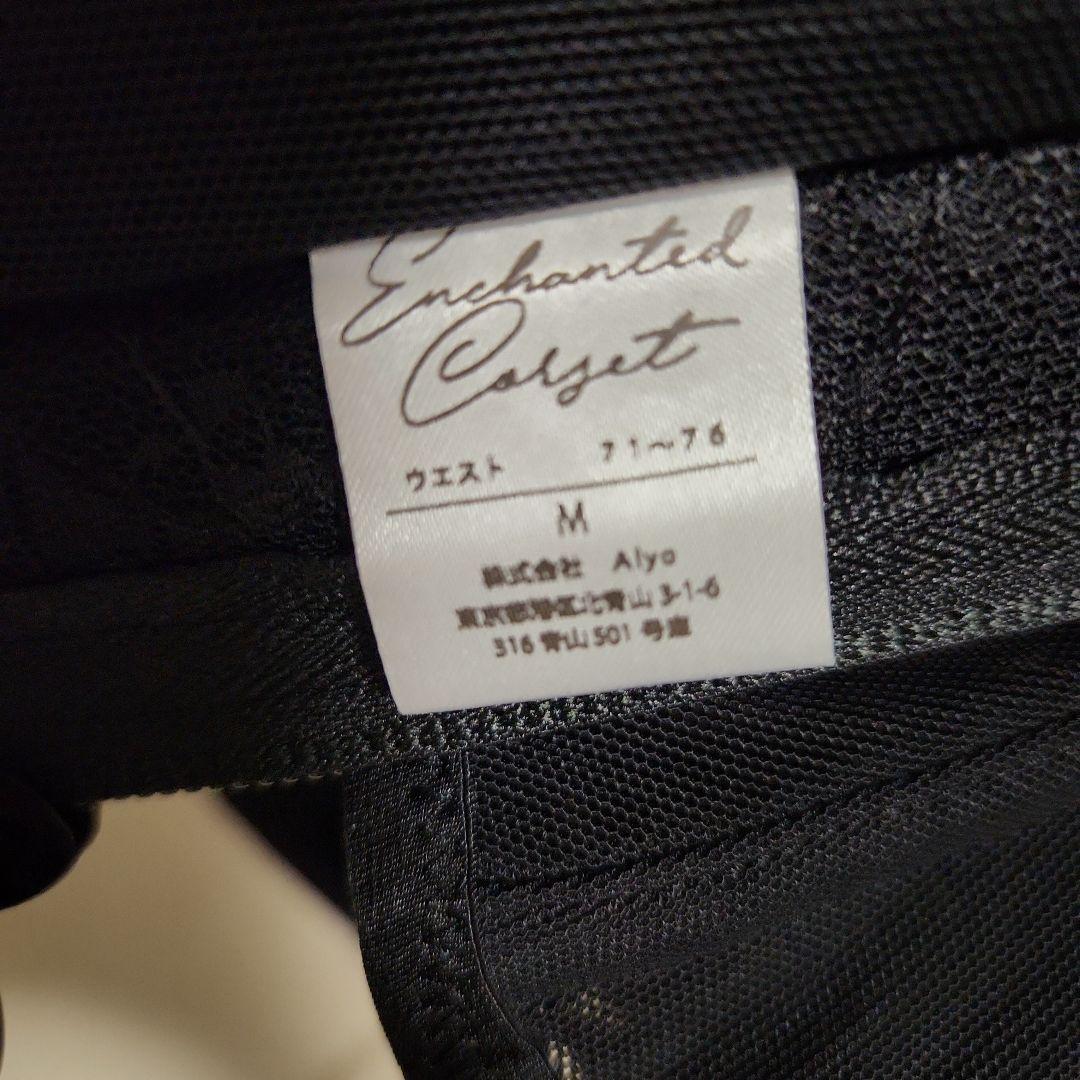 Enchanted
Corset
ウエスト 71〜76
M
株式会社 Alya
東京都港区北青山3-1-6
316青山501号室